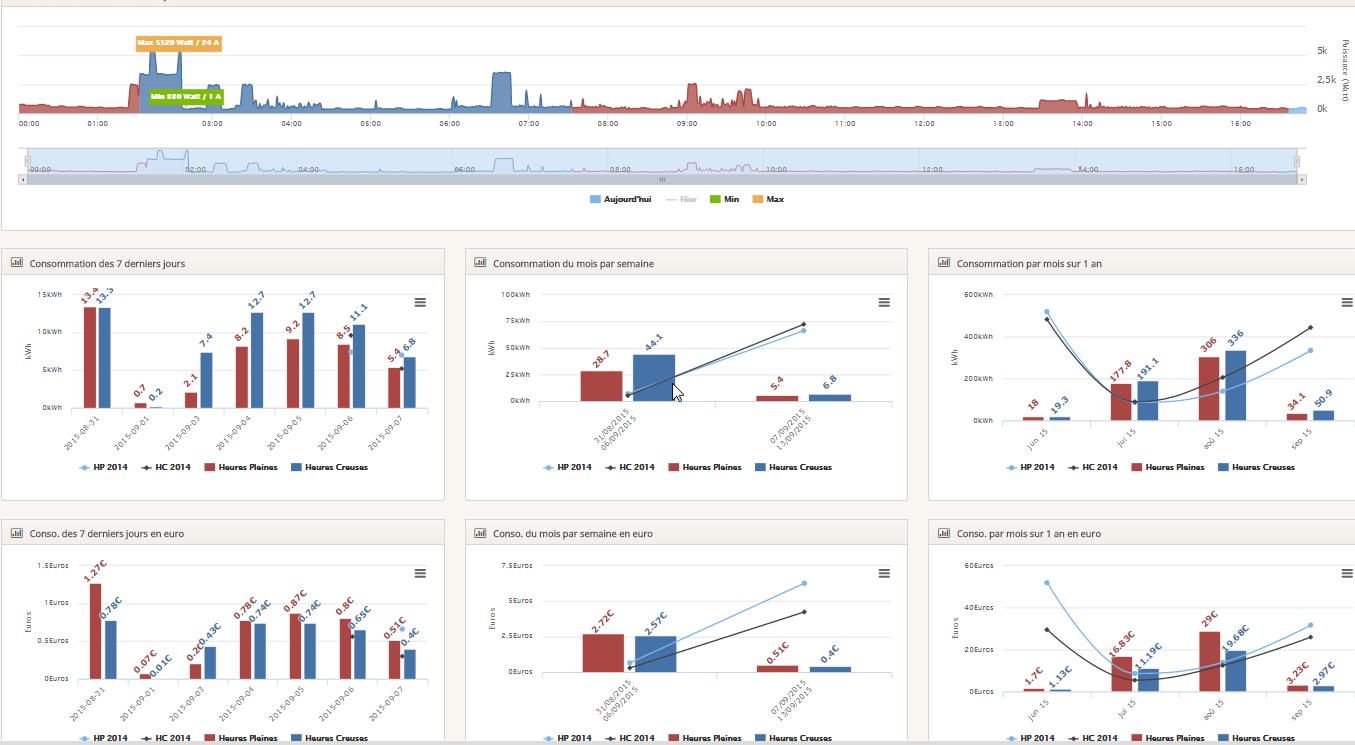 Max 5520 Watt / 24 A
Min 880 Watt / 1 A
5k
2,5k
0k
Puissance (Watt)
00:00 01:00 03:00 04:00 05:00 06:00 07:00 08:00 09:00 10:00 11:00 12:00 13:00 14:00 15:00 16:00
00:00 02:00 04:00 06:00 08:00 10:00 12:00 14:00 16:00
Aujourd'hui Hier Min Max
Consommation des 7 derniers jours
15kWh
10kWh
5kWh
0kWh
kWh
13.4 13.3 0.7 0.2 2.1 7.4 8.2 12.7 9.2 12.7 8.5 11.1 5.4 6.8
2015-08-31 2015-09-01 2015-09-03 2015-09-04 2015-09-05 2015-09-06 2015-09-07
HP 2014 HC 2014 Heures Pleines Heures Creuses
Consommation du mois par semaine
100kWh
75kWh
25kWh
0kWh
kWh
28.7 44.1 5.4 6.8
31/08/2015
06/09/2015
07/09/2015
13/09/2015
HP 2014 HC 2014 Heures Pleines Heures Creuses
Consommation par mois sur 1 an
600kWh
400kWh
200kWh
0kWh
kWh
18 19.3 177.8 191.1 306 336 34.1 50.9
jun 15 jul 15 aoû 15 sep 15
HP 2014 HC 2014 Heures Pleines Heures Creuses
Conso. des 7 derniers jours en euro
1.5Euros
1Euros
0.5Euros
0Euros
Euros
1.27€ 0.78€ 0.07€ 0.01€ 0.2€ 0.43€ 0.78€ 0.74€ 0.87€ 0.74€ 0.8€ 0.65€ 0.51€ 0.4€
2015-08-31 2015-09-01 2015-09-03 2015-09-04 2015-09-05 2015-09-06 2015-09-07
HP 2014 HC 2014 Heures Pleines Heures Creuses
Conso. du mois par semaine en euro
7.5Euros
5Euros
2.5Euros
0Euros
Euros
2.72€ 2.57€ 0.51€ 0.4€
31/08/2015
06/09/2015
07/09/2015
13/09/2015
HP 2014 HC 2014 Heures Pleines Heures Creuses
Conso. par mois sur 1 an en euro
60Euros
40Euros
20Euros
0Euros
Euros
1.7€ 1.13€ 16.83€ 11.19€ 29€ 19.68€ 3.23€ 2.97€
jun 15 jul 15 aoû 15 sep 15
HP 2014 HC 2014 Heures Pleines Heures Creuses